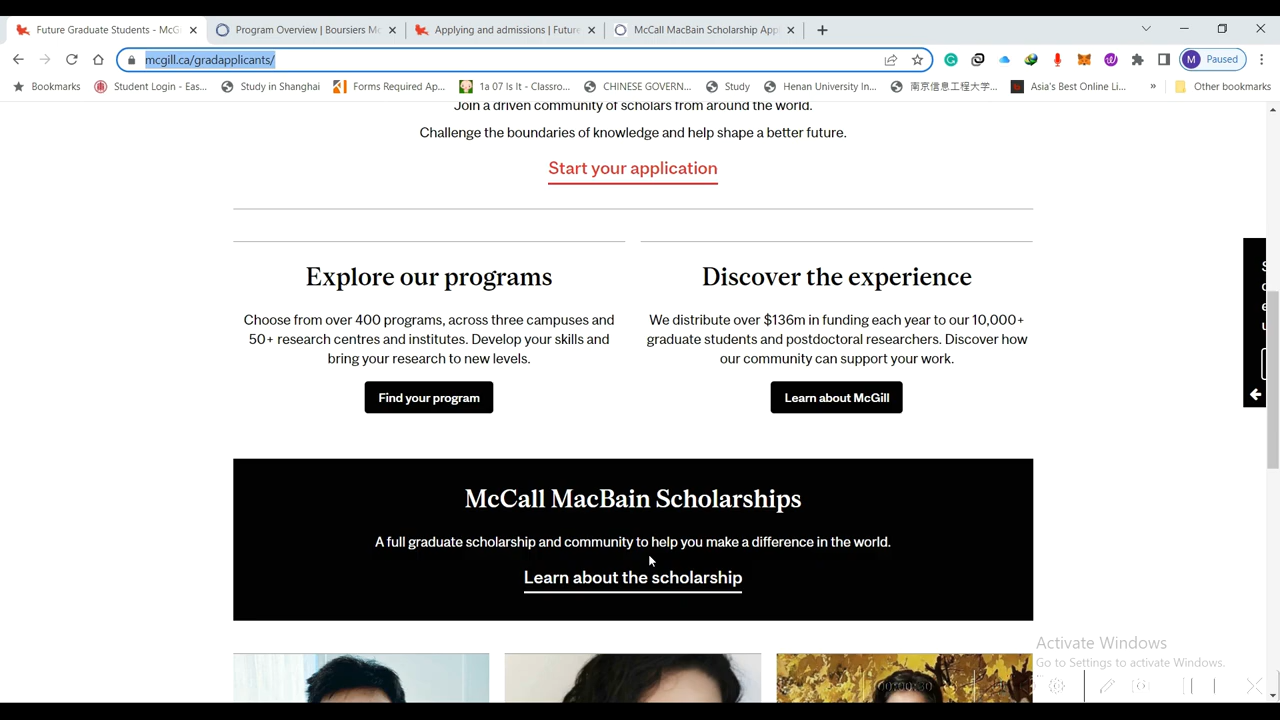 Future Graduate Students - McG
Program Overview | Boursiers Mc
Applying and admissions | Future
McCall MacBain Scholarship App
mcgill.ca/gradapplicants/
M Paused
Bookmarks
Student Login - Eas...
Study in Shanghai
Forms Required Ap...
1a 07 Is It - Classro...
CHINESE GOVERN...
Study
Henan University In...
南京信息工程大学...
Asia's Best Online Li...
»
Other bookmarks
Join a driven community of scholars from around the world.
Challenge the boundaries of knowledge and help shape a better future.
Start your application
Explore our programs
Choose from over 400 programs, across three campuses and
50+ research centres and institutes. Develop your skills and
bring your research to new levels.
Find your program
Discover the experience
We distribute over $136m in funding each year to our 10,000+
graduate students and postdoctoral researchers. Discover how
our community can support your work.
Learn about McGill
McCall MacBain Scholarships
A full graduate scholarship and community to help you make a difference in the world.
Learn about the scholarship
Activate Windows
Go to Settings to activate Windows.